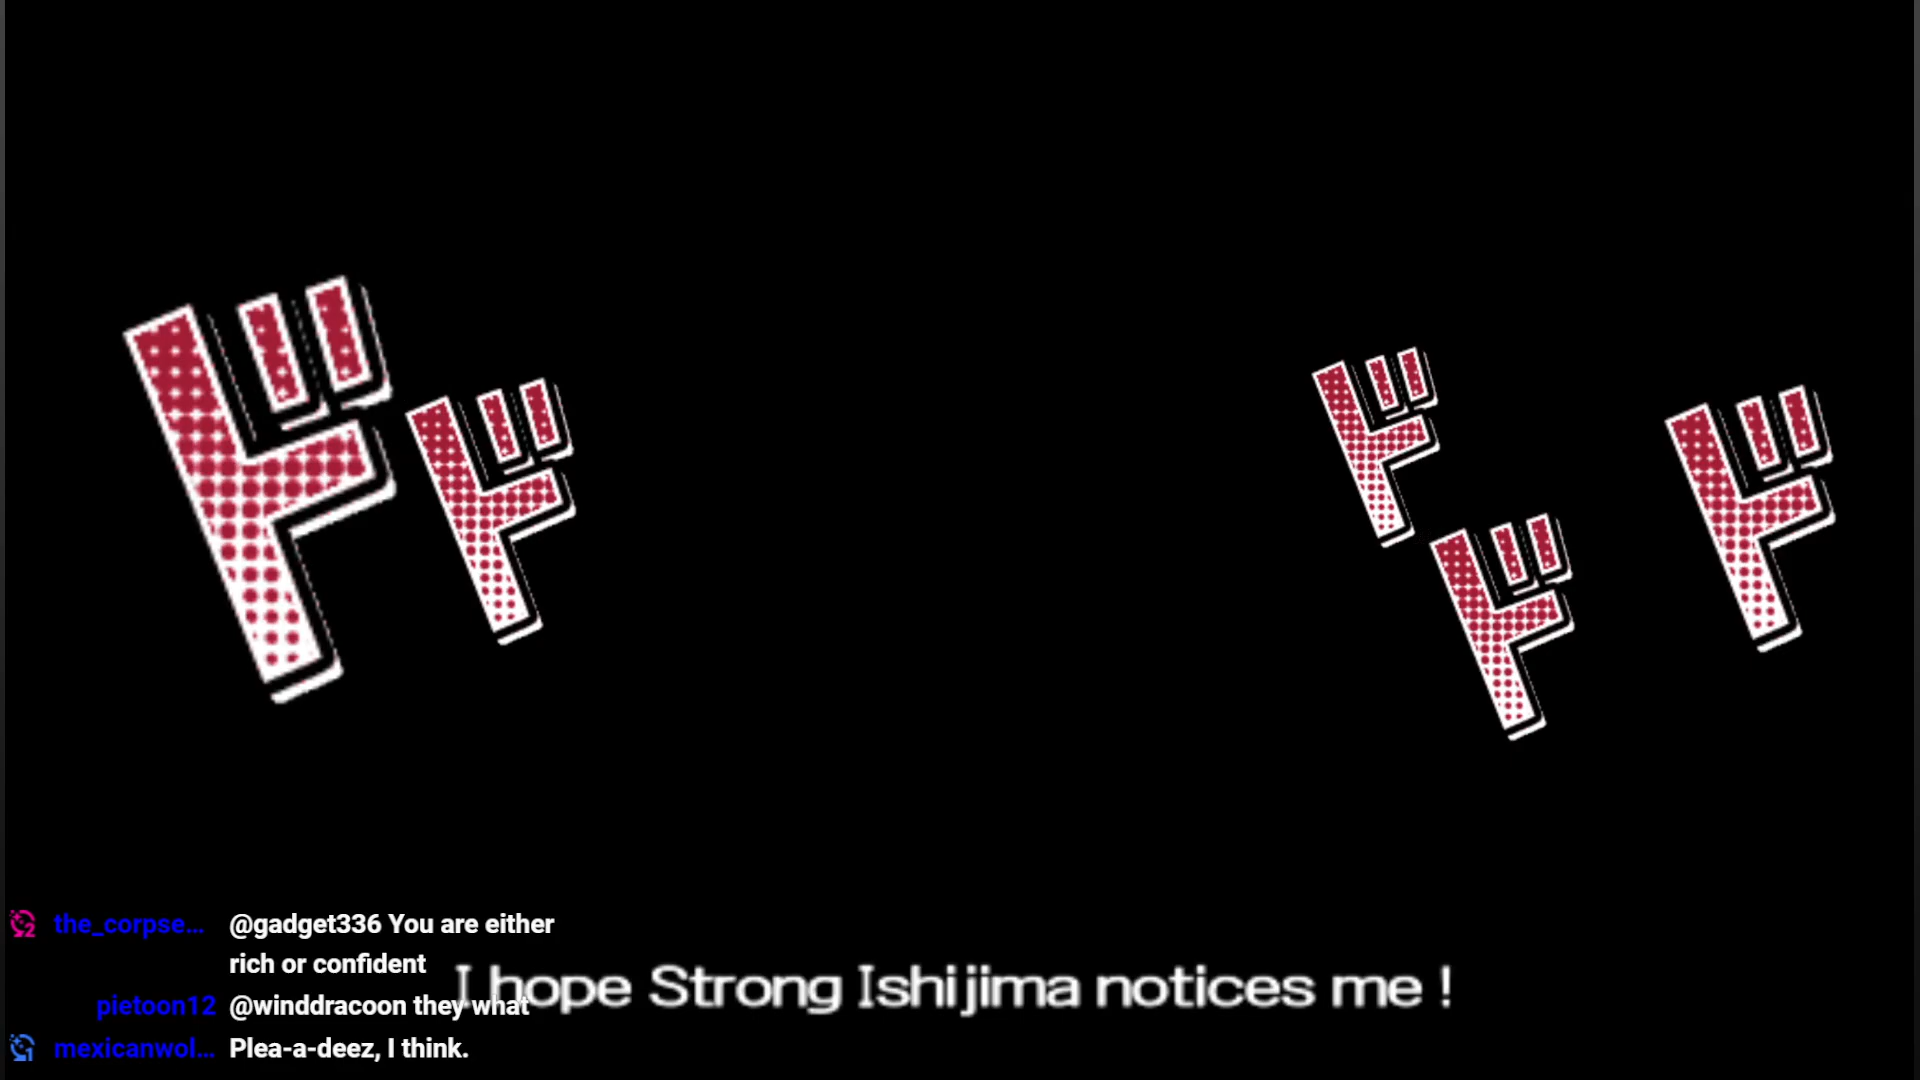 ド ド ド ド ド
the_corpse... @gadget336 You are either
rich or confident
I hope Strong Ishijima notices me !
pietoon12 @winddracoon they what
mexicanwol... Plea-a-deez, I think.